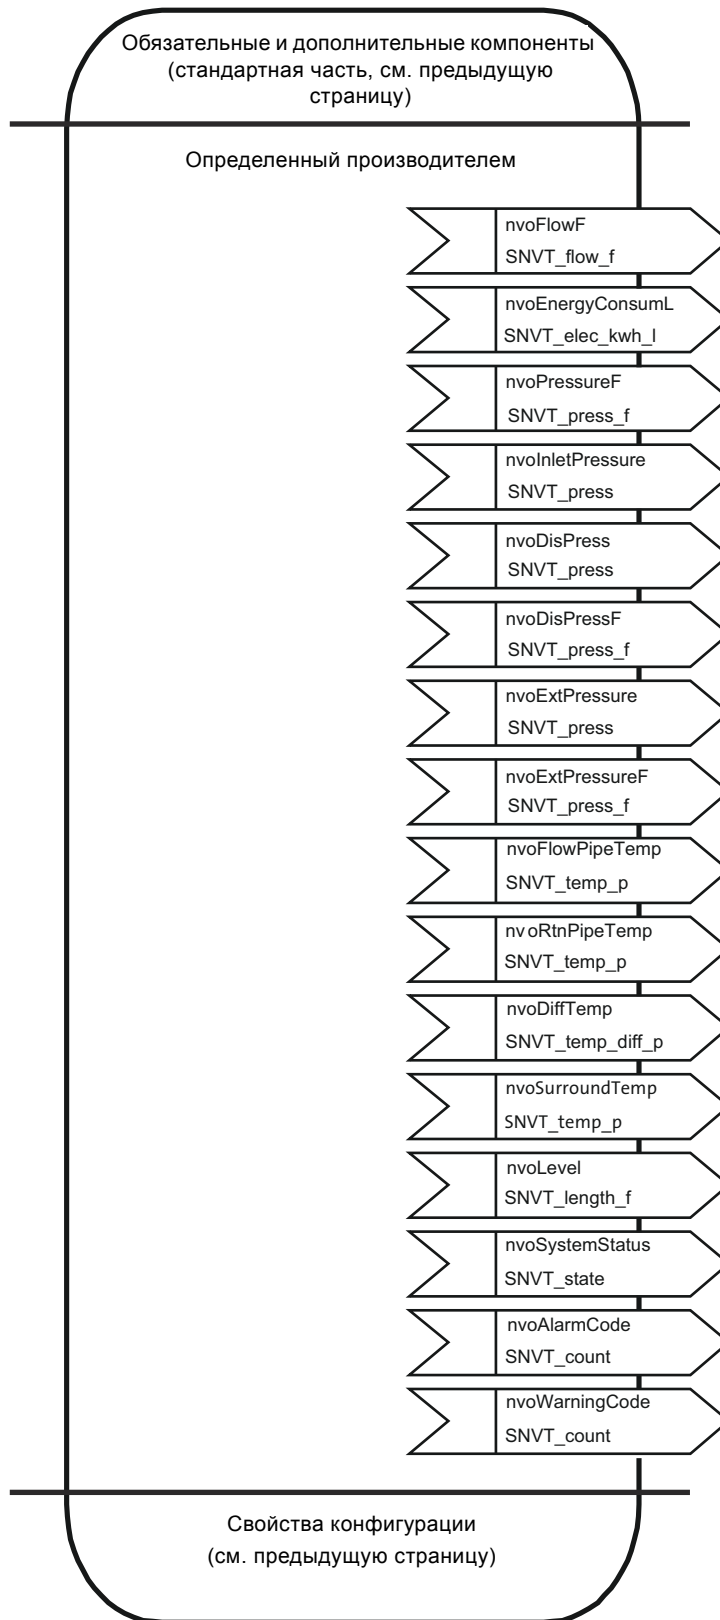 Обязательные и дополнительные компоненты
(стандартная часть, см. предыдущую
страницу)
Определенный производителем
nvoFlowF
SNVT_flow_f
nvoEnergyConsumL
SNVT_elec_kwh_l
nvoPressureF
SNVT_press_f
nvoInletPressure
SNVT_press
nvoDisPress
SNVT_press
nvoDisPressF
SNVT_press_f
nvoExtPressure
SNVT_press
nvoExtPressureF
SNVT_press_f
nvoFlowPipeTemp
SNVT_temp_p
nvoRtnPipeTemp
SNVT_temp_p
nvoDiffTemp
SNVT_temp_diff_p
nvoSurroundTemp
SNVT_temp_p
nvoLevel
SNVT_length_f
nvoSystemStatus
SNVT_state
nvoAlarmCode
SNVT_count
nvoWarningCode
SNVT_count
Свойства конфигурации
(см. предыдущую страницу)